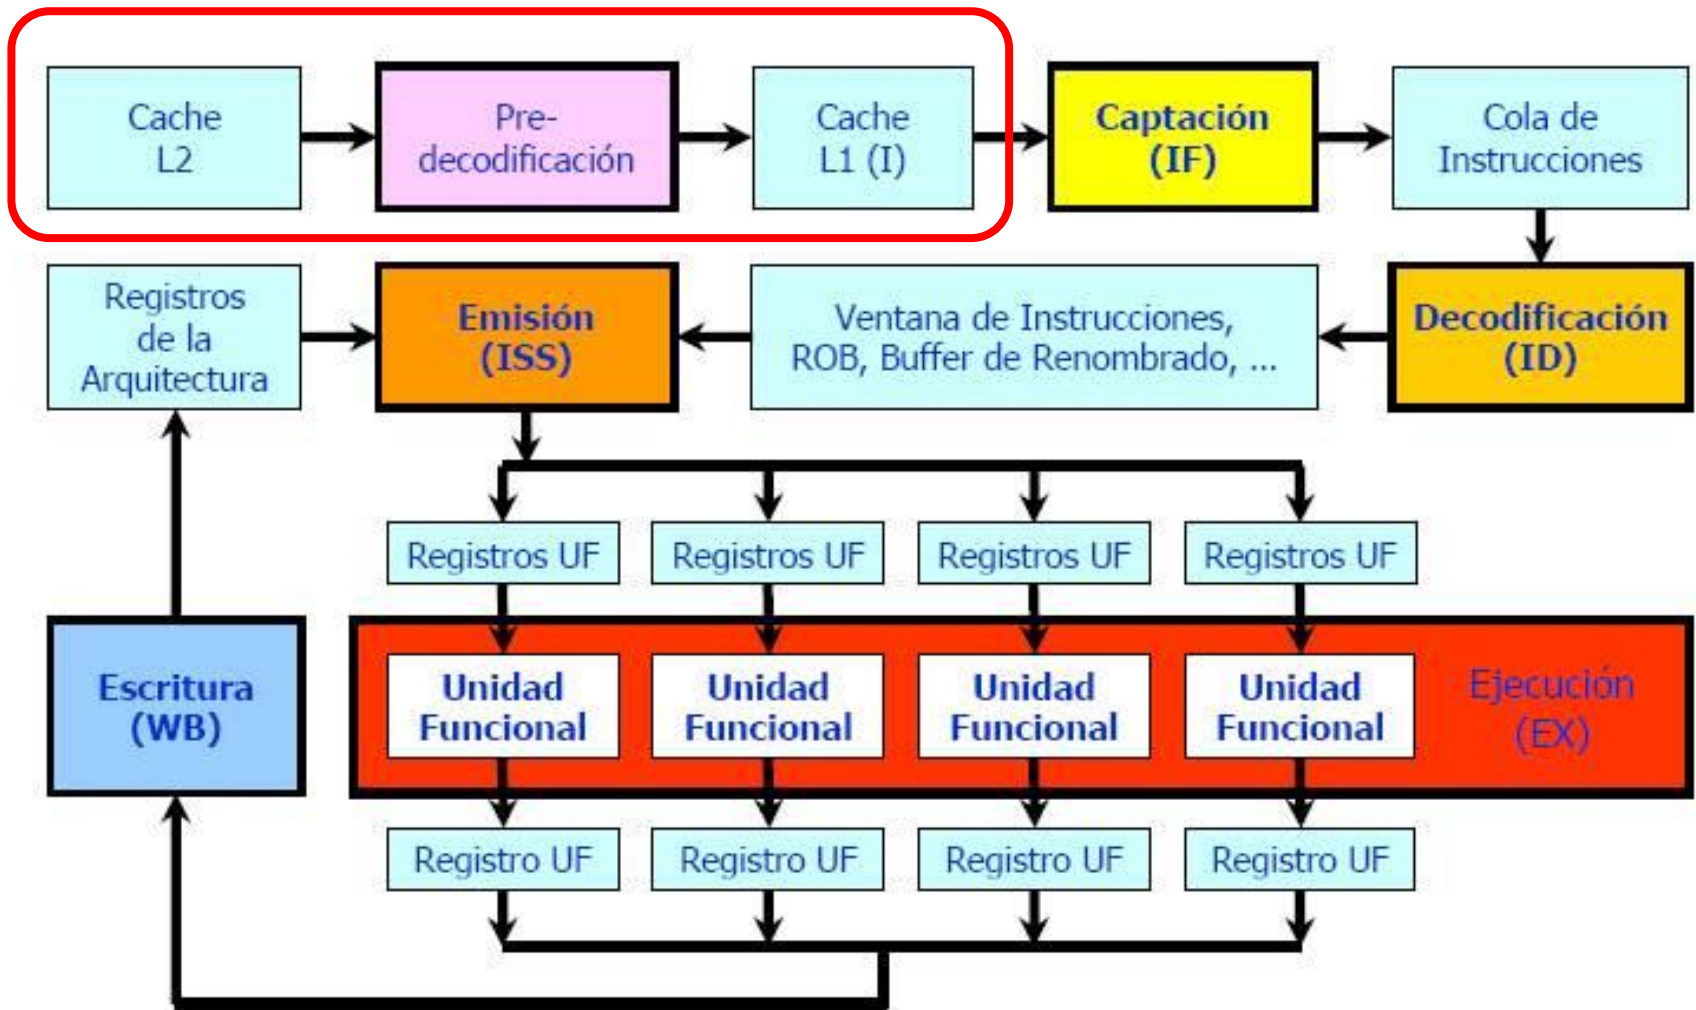 Cache
L2
Pre-
decodificación
Cache
L1 (I)
Captación
(IF)
Cola de
Instrucciones
Registros
de la
Arquitectura
Emisión
(ISS)
Ventana de Instrucciones,
ROB, Buffer de Renombrado, ...
Decodificación
(ID)
Registros UF
Registros UF
Registros UF
Registros UF
Escritura
(WB)
Unidad
Funcional
Unidad
Funcional
Unidad
Funcional
Unidad
Funcional
Ejecución
(EX)
Registro UF
Registro UF
Registro UF
Registro UF